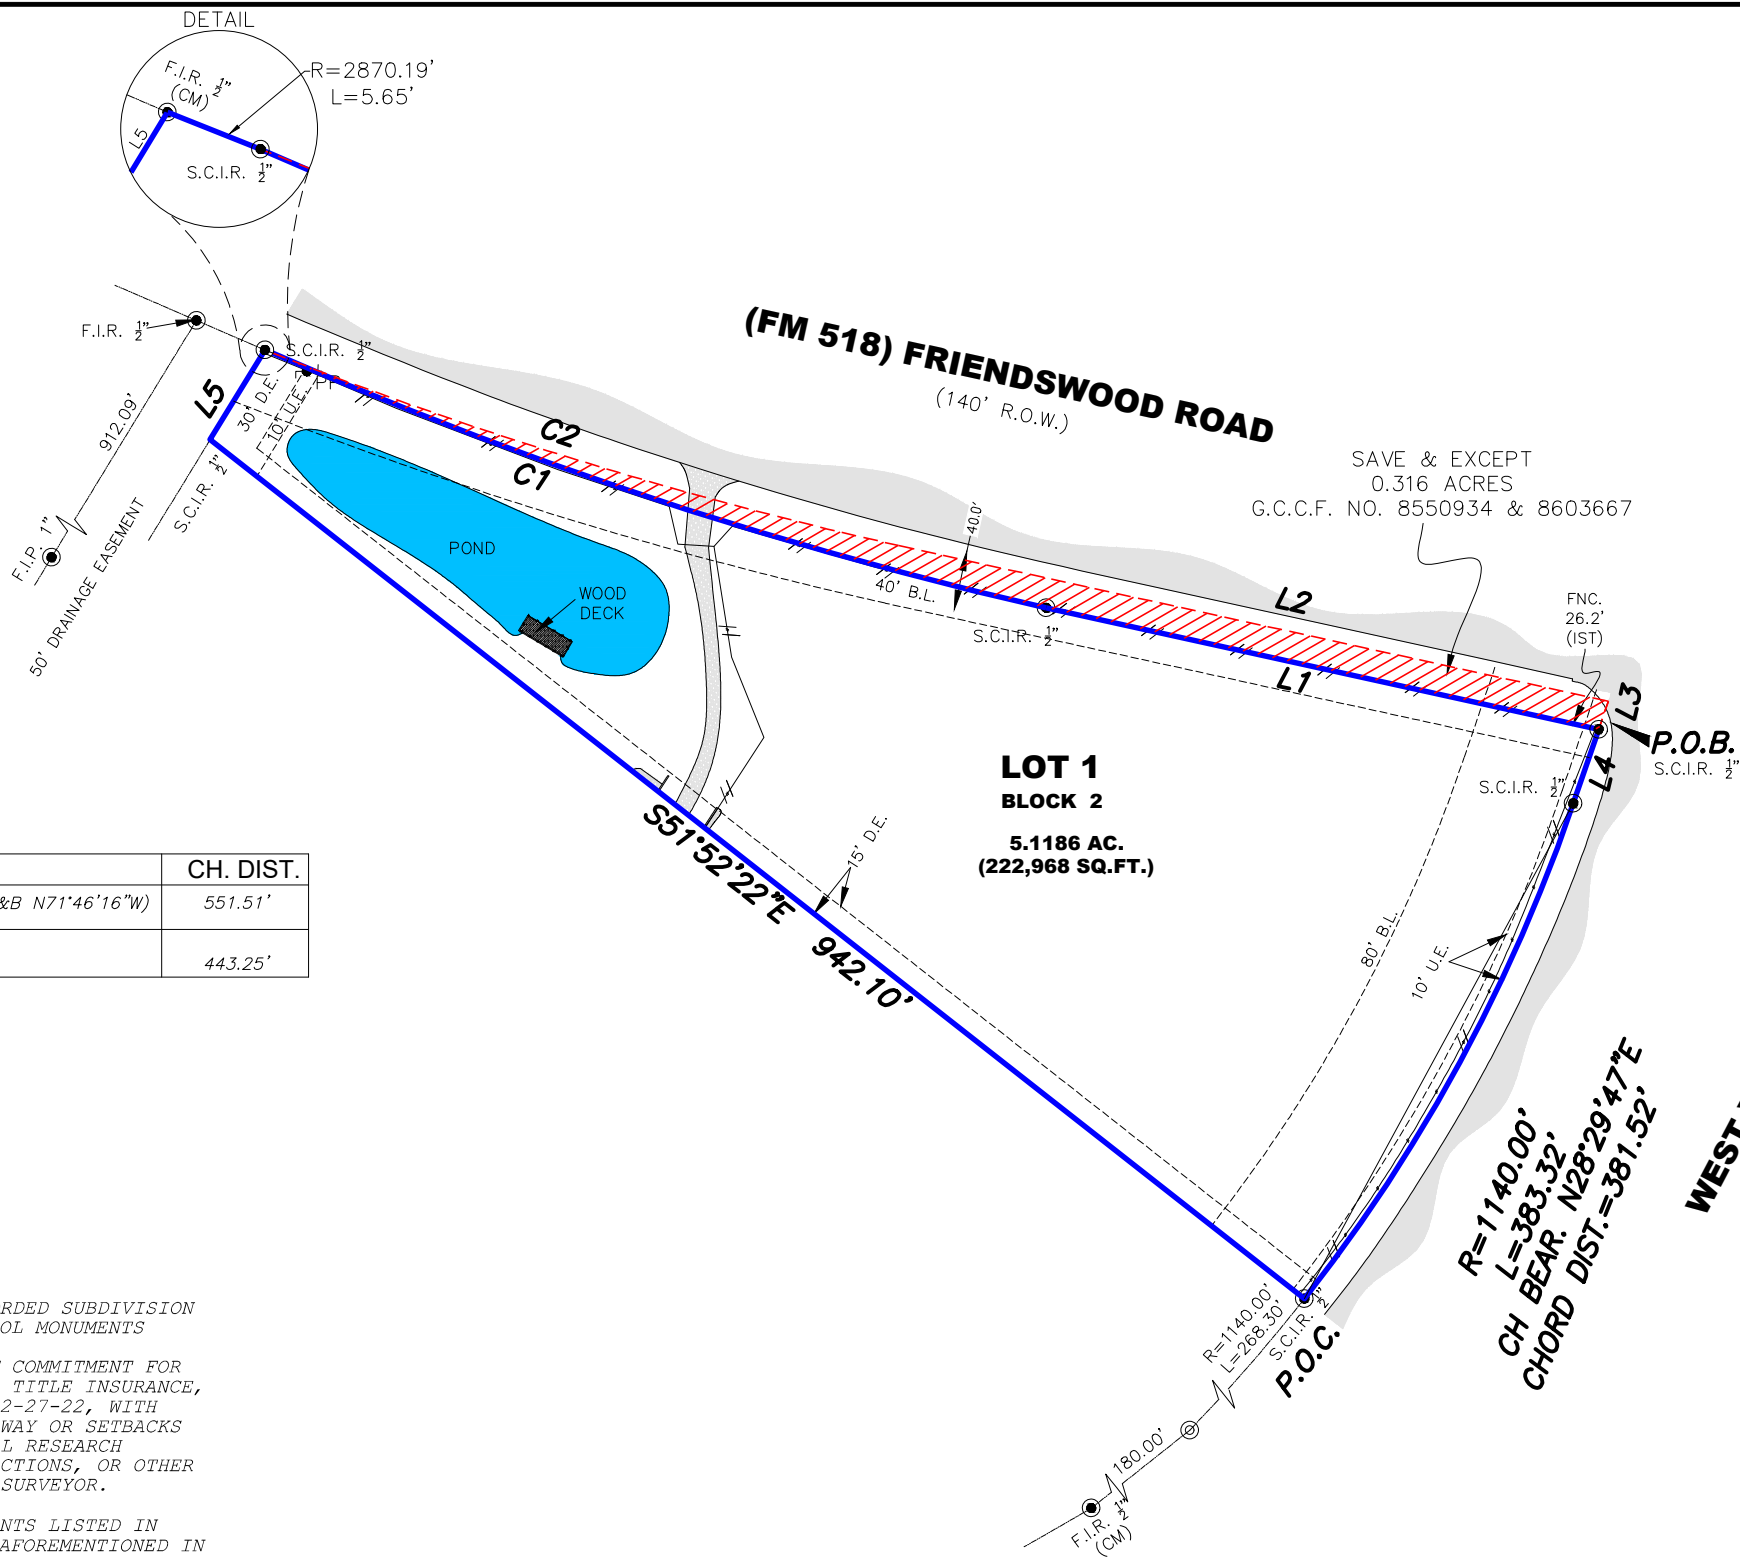 DETAIL
F.I.R. ½"
(CM)
R=2870.19'
L=5.65'
L5
S.C.I.R. ½"
F.I.R. ½"
S.C.I.R. ½"
PP
L5
30' D.E.
10' U.E.
912.09'
F.I.P. 1"
50' DRAINAGE EASEMENT
S.C.I.R. ½"
(FM 518) FRIENDSWOOD ROAD
(140' R.O.W.)
C2
C1
POND
WOOD
DECK
40.0'
40' B.L.
S.C.I.R. ½"
SAVE & EXCEPT
0.316 ACRES
G.C.C.F. NO. 8550934 & 8603667
L2
L1
FNC.
26.2'
(IST)
L3
P.O.B.
S.C.I.R. ½"
L4
S.C.I.R. ½"
LOT 1
BLOCK 2
5.1186 AC.
(222,968 SQ.FT.)
S51°52'22"E 942.10'
15' D.E.
80' B.L.
10' U.E.
CH. DIST.
&B N71°46'16"W)
551.51'
443.25'
R=1140.00'
L=383.32'
CH BEAR. N28°29'47"E
CHORD DIST.=381.52'
R=1140.00'
L=268.30'
S.C.I.R. ½"
P.O.C.
180.00'
F.I.R. ½"
(CM)
RDED SUBDIVISION
OL MONUMENTS
COMMITMENT FOR
TITLE INSURANCE,
2-27-22, WITH
WAY OR SETBACKS
L RESEARCH
CTIONS, OR OTHER
SURVEYOR.
NTS LISTED IN
AFOREMENTIONED IN
WEST